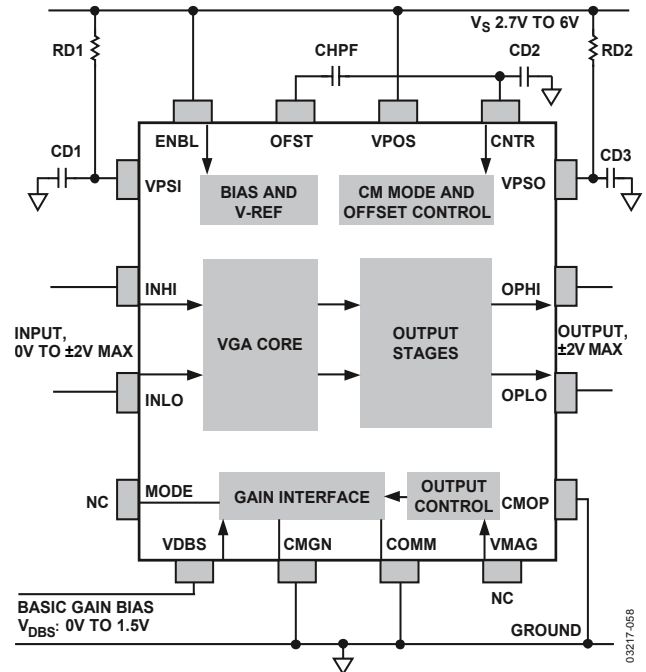 VS 2.7V TO 6V
RD1
CHPF
CD2
RD2
ENBL
OFST
VPOS
CNTR
CD1
CD3
VPSI
BIAS AND
V-REF
CM MODE AND
OFFSET CONTROL
VPSO
INHI
OPHI
INPUT,
0V TO ±2V MAX
VGA CORE
OUTPUT
STAGES
OUTPUT,
±2V MAX
INLO
OPLO
NC
MODE
GAIN INTERFACE
OUTPUT
CONTROL
CMOP
VDBS
CMGN
COMM
VMAG
NC
BASIC GAIN BIAS
VDBS: 0V TO 1.5V
GROUND
03217-058